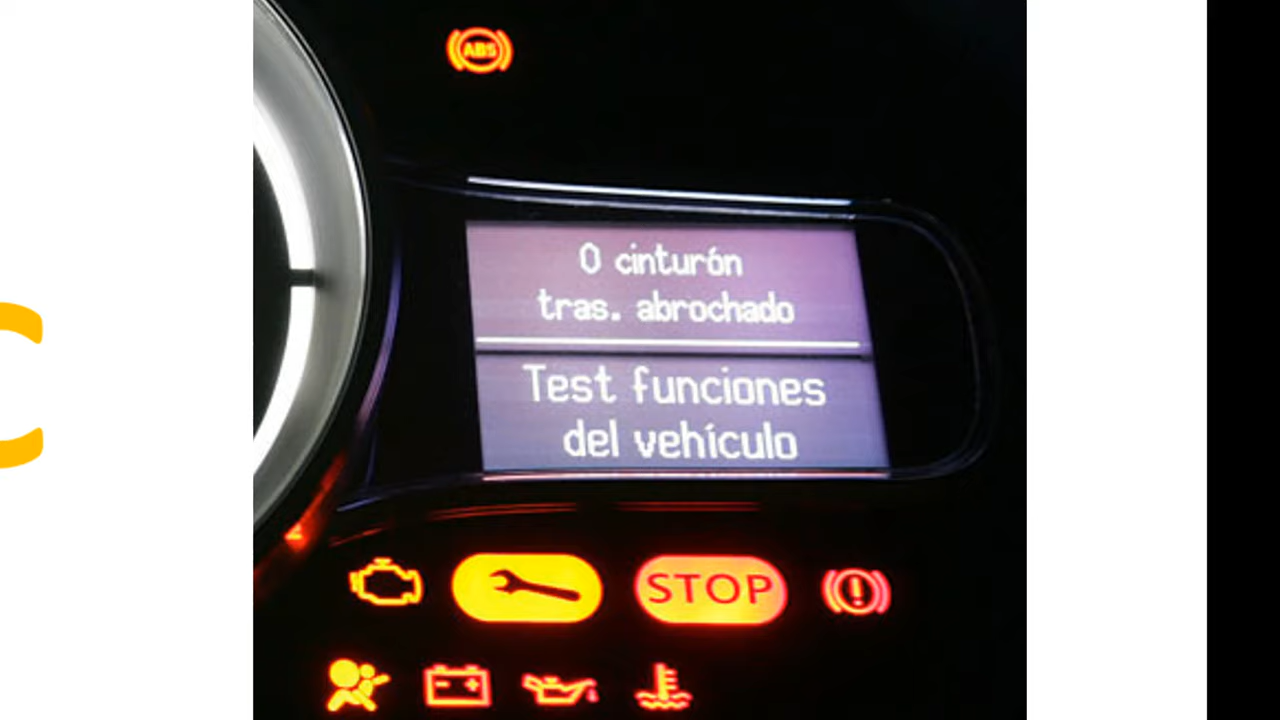 ABS
0 cinturón
tras. abrochado
Test funciones
del vehículo
STOP